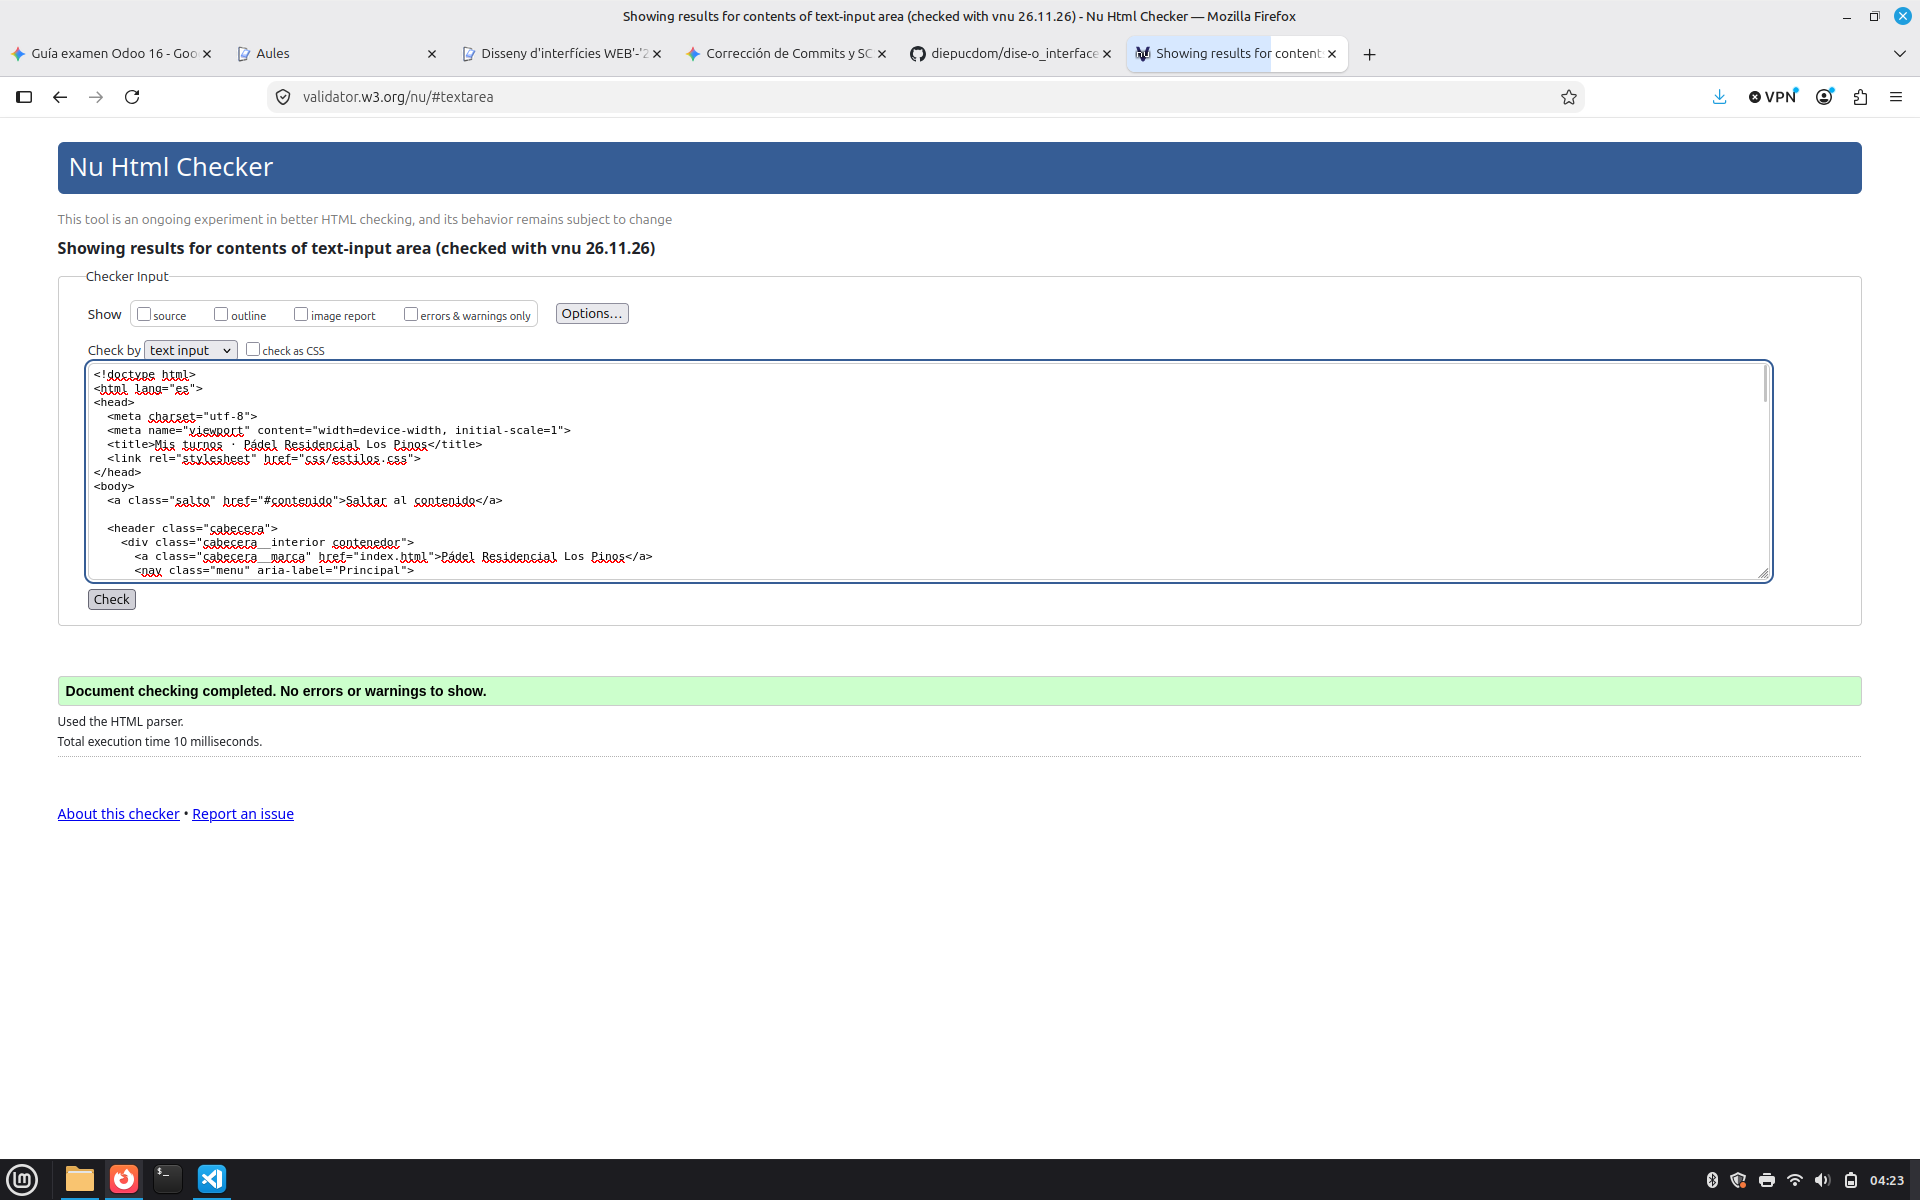 Showing results for contents of text-input area (checked with vnu 26.11.26) - Nu Html Checker — Mozilla Firefox
Guía examen Odoo 16 - Goo
Aules
Disseny d'interfícies WEB'-'2
Corrección de Commits y SC
diepucdom/dise-o_interface
Showing results for content
validator.w3.org/nu/#textarea
VPN
Nu Html Checker
This tool is an ongoing experiment in better HTML checking, and its behavior remains subject to change
Showing results for contents of text-input area (checked with vnu 26.11.26)
Checker Input
Show source outline image report errors & warnings only Options...
Check by text input check as CSS
<!doctype html>
<html lang="es">
<head>
<meta charset="utf-8">
<meta name="viewport" content="width=device-width, initial-scale=1">
<title>Mis turnos · Pádel Residencial Los Pinos</title>
<link rel="stylesheet" href="css/estilos.css">
</head>
<body>
<a class="salto" href="#contenido">Saltar al contenido</a>
<header class="cabecera">
<div class="cabecera__interior contenedor">
<a class="cabecera__marca" href="index.html">Pádel Residencial Los Pinos</a>
<nav class="menu" aria-label="Principal">
Check
Document checking completed. No errors or warnings to show.
Used the HTML parser.
Total execution time 10 milliseconds.
About this checker • Report an issue
04:23